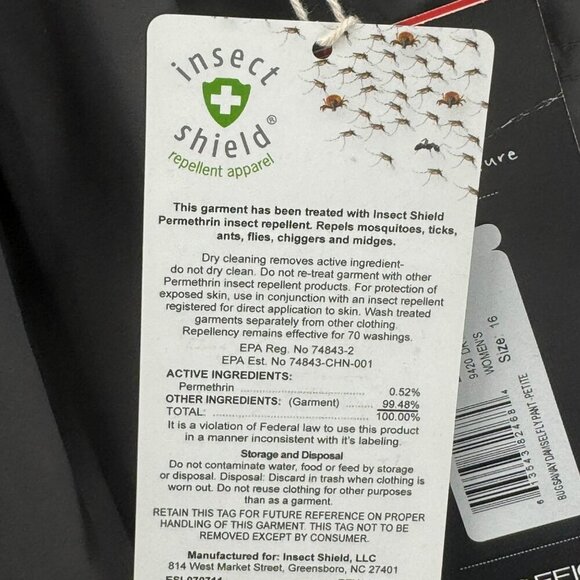 insect
shield®
repellent apparel
This garment has been treated with Insect Shield
Permethrin insect repellent. Repels mosquitoes, ticks,
ants, flies, chiggers and midges.
Dry cleaning removes active ingredient-
do not dry clean. Do not re-treat garment with other
Permethrin insect repellent products. For protection of
exposed skin, use in conjunction with an insect repellent
registered for direct application to skin. Wash treated
garments separately from other clothing.
Repellency remains effective for 70 washings.
EPA Reg. No 74843-2
EPA Est. No 74843-CHN-001
ACTIVE INGREDIENTS:
Permethrin 0.52%
OTHER INGREDIENTS: (Garment) 99.48%
TOTAL: 100.00%
It is a violation of Federal law to use this product
in a manner inconsistent with it's labeling.
Storage and Disposal
Do not contaminate water, food or feed by storage
or disposal. Disposal: Discard in trash when clothing is
worn out. Do not reuse clothing for other purposes
than as a garment.
RETAIN THIS TAG FOR FUTURE REFERENCE ON PROPER
HANDLING OF THIS GARMENT. THIS TAG NOT TO BE
REMOVED EXCEPT BY CONSUMER.
Manufactured for: Insect Shield, LLC
814 West Market Street, Greensboro, NC 27401
ure
9420
WOMEN'S
Size: 16
BUGSAWAY DAMSELFLY PANT-PETITE